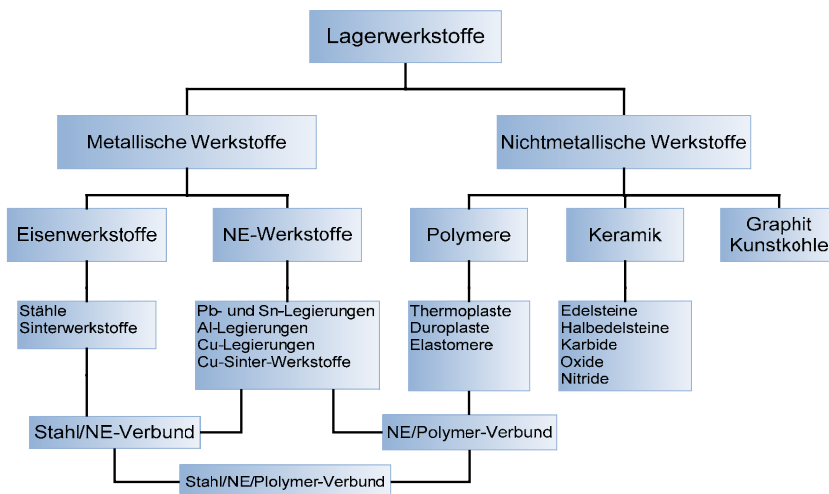 Lagerwerkstoffe
Metallische Werkstoffe
Nichtmetallische Werkstoffe
Eisenwerkstoffe
NE-Werkstoffe
Polymere
Keramik
Graphit
Kunstkohle
Stähle
Sinterwerkstoffe
Pb- und Sn-Legierungen
Al-Legierungen
Cu-Legierungen
Cu-Sinter-Werkstoffe
Thermoplaste
Duroplaste
Elastomere
Edelsteine
Halbedelsteine
Karbide
Oxide
Nitride
Stahl/NE-Verbund
NE/Polymer-Verbund
Stahl/NE/Plolymer-Verbund